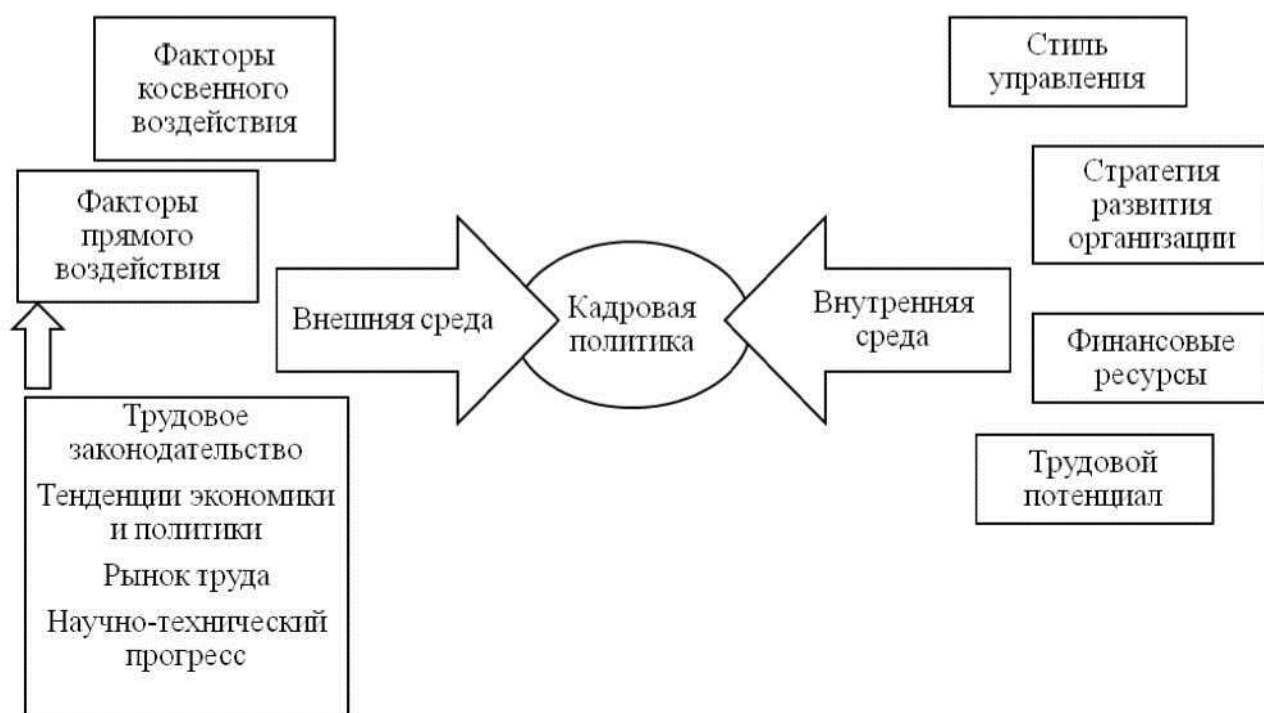 Факторы
косвенного
воздействия
Факторы
прямого
воздействия
Трудовое
законодательство
Тенденции экономики
и политики
Рынок труда
Научно-технический
прогресс
Внешняя среда
Кадровая
политика
Внутренняя
среда
Стиль
управления
Стратегия
развития
организации
Финансовые
ресурсы
Трудовой
потенциал